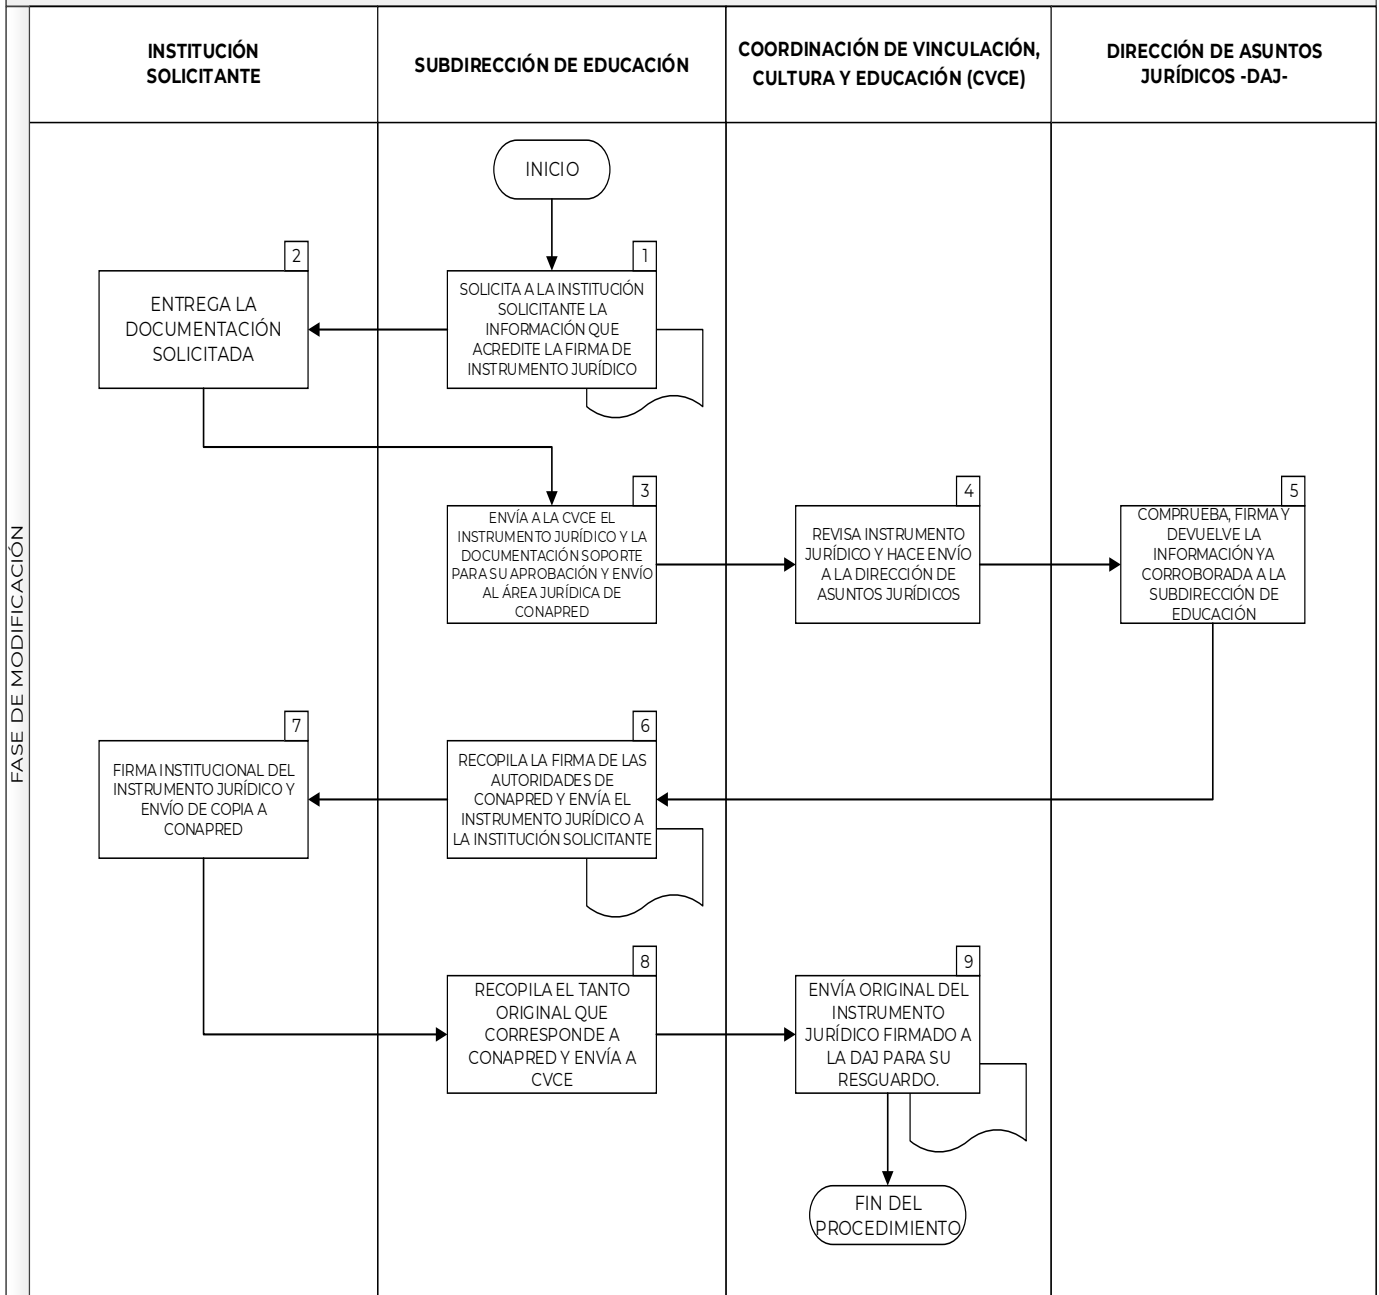 INSTITUCIÓN
SOLICITANTE
SUBDIRECCIÓN DE EDUCACIÓN
COORDINACIÓN DE VINCULACIÓN,
CULTURA Y EDUCACIÓN (CVCE)
DIRECCIÓN DE ASUNTOS
JURÍDICOS -DAJ-
FASE DE MODIFICACIÓN
INICIO
1
SOLICITA A LA INSTITUCIÓN
SOLICITANTE LA
INFORMACIÓN QUE
ACREDITE LA FIRMA DE
INSTRUMENTO JURÍDICO
2
ENTREGA LA
DOCUMENTACIÓN
SOLICITADA
3
ENVÍA A LA CVCE EL
INSTRUMENTO JURÍDICO Y LA
DOCUMENTACIÓN SOPORTE
PARA SU APROBACIÓN Y ENVÍO
AL ÁREA JURÍDICA DE
CONAPRED
4
REVISA INSTRUMENTO
JURÍDICO Y HACE ENVÍO
A LA DIRECCIÓN DE
ASUNTOS JURÍDICOS
5
COMPRUEBA, FIRMA Y
DEVUELVE LA
INFORMACIÓN YA
CORROBORADA A LA
SUBDIRECCIÓN DE
EDUCACIÓN
6
RECOPILA LA FIRMA DE LAS
AUTORIDADES DE
CONAPRED Y ENVÍA EL
INSTRUMENTO JURÍDICO A
LA INSTITUCIÓN SOLICITANTE
7
FIRMA INSTITUCIONAL DEL
INSTRUMENTO JURÍDICO Y
ENVÍO DE COPIA A
CONAPRED
8
RECOPILA EL TANTO
ORIGINAL QUE
CORRESPONDE A
CONAPRED Y ENVÍA A
CVCE
9
ENVÍA ORIGINAL DEL
INSTRUMENTO
JURÍDICO FIRMADO A
LA DAJ PARA SU
RESGUARDO.
FIN DEL
PROCEDIMIENTO